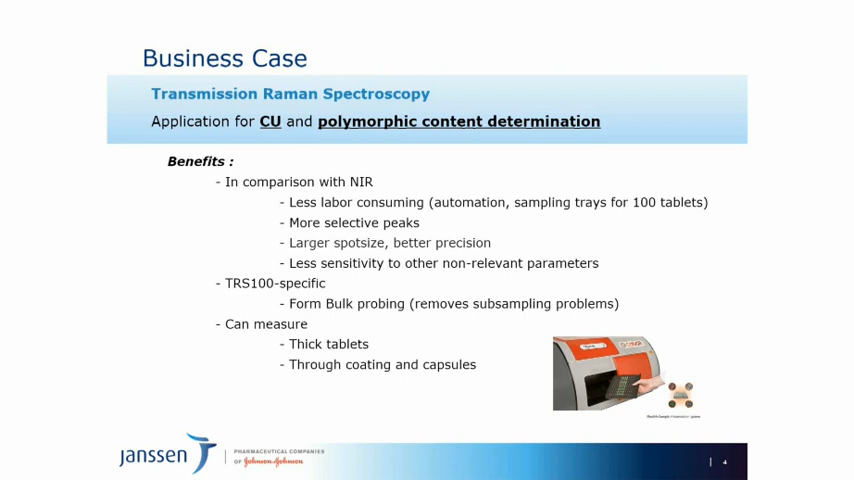 Business Case
Transmission Raman Spectroscopy
Application for CU and polymorphic content determination
Benefits :
- In comparison with NIR
- Less labor consuming (automation, sampling trays for 100 tablets)
- More selective peaks
- Larger spotsize, better precision
- Less sensitivity to other non-relevant parameters
- TRS100-specific
- Form Bulk probing (removes subsampling problems)
- Can measure
- Thick tablets
- Through coating and capsules
janssen
PHARMACEUTICAL COMPANIES
OF Johnson & Johnson
4